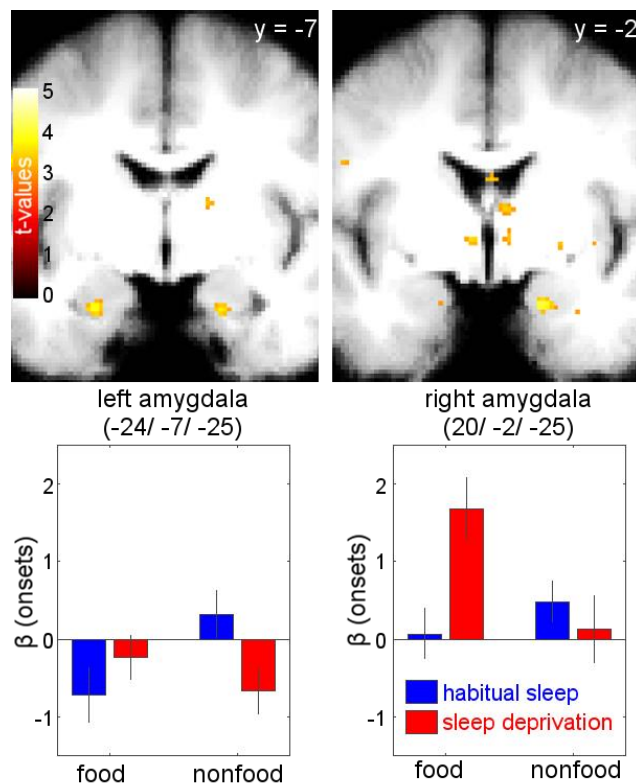 y = -7
y = -2
5
4
3
2
1
0
t-values
left amygdala
(-24/ -7/ -25)
right amygdala
(20/ -2/ -25)
2
1
0
-1
β (onsets)
food
nonfood
2
1
0
-1
β (onsets)
habitual sleep
sleep deprivation
food
nonfood